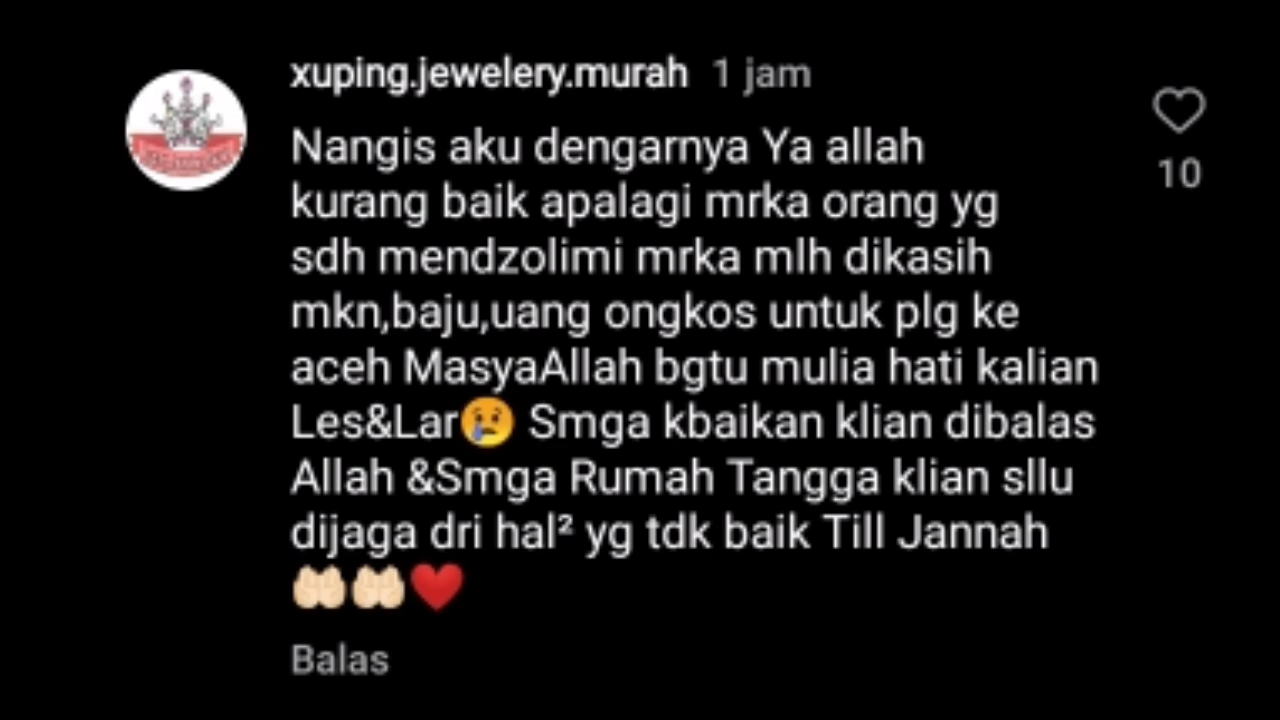 xuping.jewelery.murah 1 jam
Nangis aku dengarnya Ya allah
kurang baik apalagi mrka orang yg
sdh mendzolimi mrka mlh dikasih
mkn,baju,uang ongkos untuk plg ke
aceh MasyaAllah bgtu mulia hati kalian
Les&Lar😢 Smga kbaikan klian dibalas
Allah &Smga Rumah Tangga klian sllu
dijaga dri hal² yg tdk baik Till Jannah
🤲🏻🤲🏻❤️
10
Balas